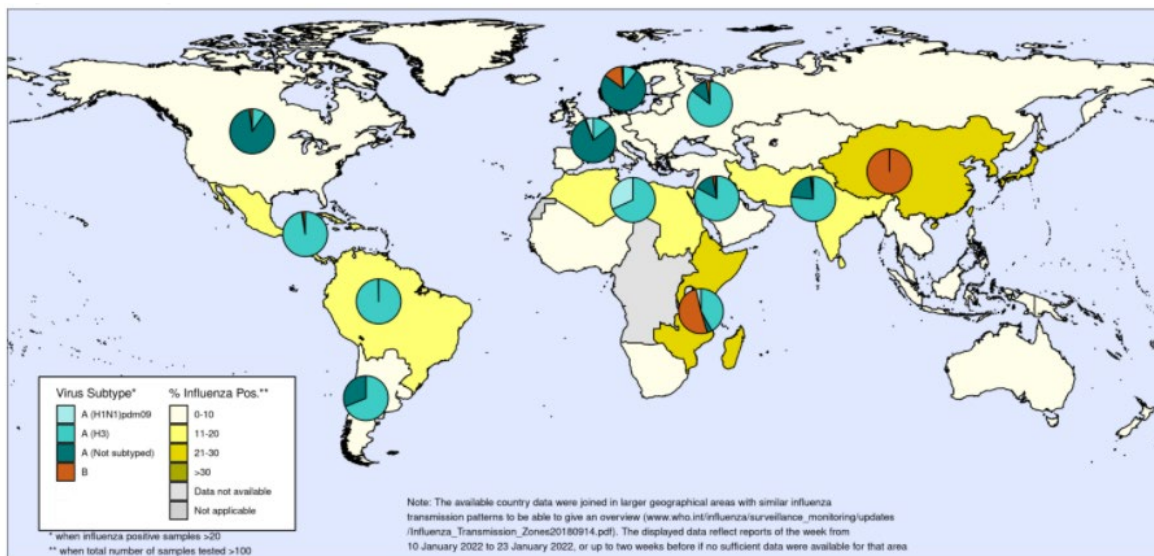 Virus Subtype*
A (H1N1)pdm09
A (H3)
A (Not subtyped)
B
% Influenza Pos.**
0-10
11-20
21-30
>30
Data not available
Not applicable
* when influenza positive samples >20
** when total number of samples tested >100
Note: The available country data were joined in larger geographical areas with similar influenza
transmission patterns to be able to give an overview (www.who.int/influenza/surveillance_monitoring/updates
/Influenza_Transmission_Zones20180914.pdf). The displayed data reflect reports of the week from
10 January 2022 to 23 January 2022, or up to two weeks before if no sufficient data were available for that area